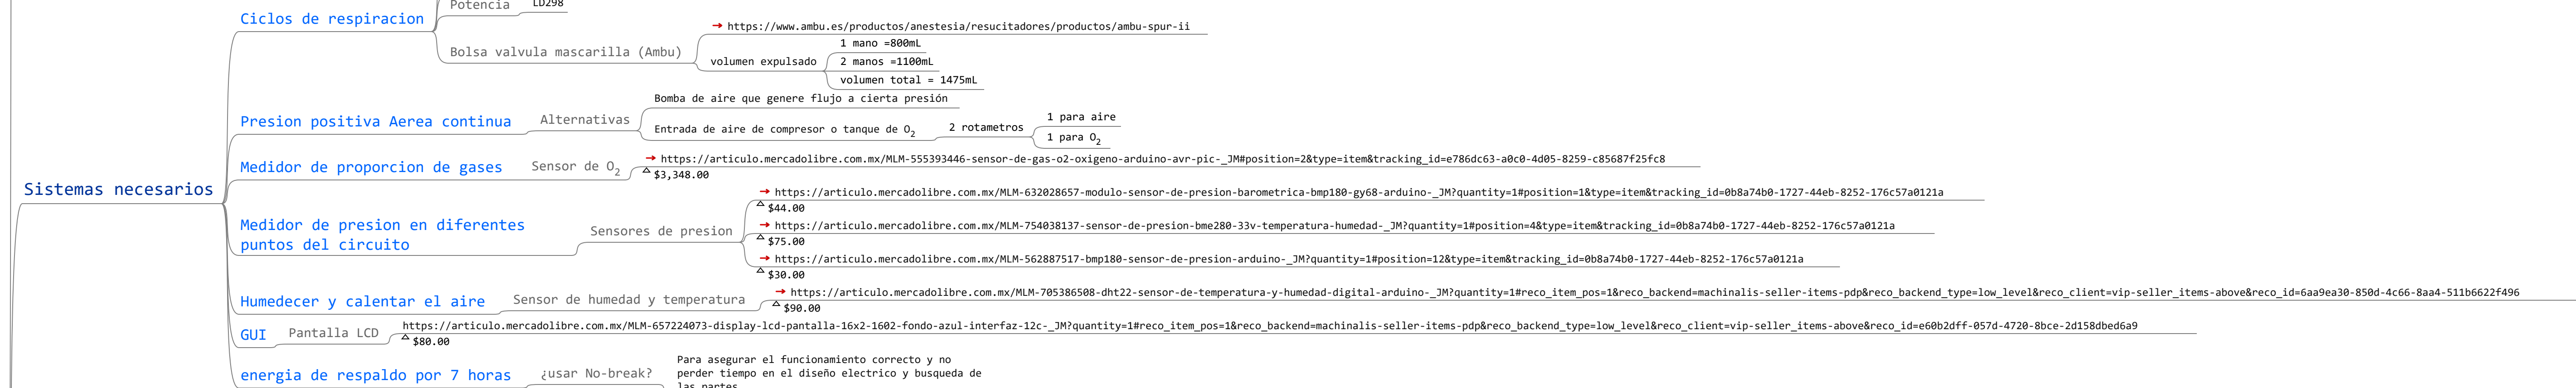 Ciclos de respiracion
Potencia
LD298
Bolsa valvula mascarilla (Ambu)
https://www.ambu.es/productos/anestesia/resucitadores/productos/ambu-spur-ii
volumen expulsado
1 mano =800mL
2 manos =1100mL
volumen total = 1475mL
Presion positiva Aerea continua
Alternativas
Bomba de aire que genere flujo a cierta presión
Entrada de aire de compresor o tanque de O2
2 rotametros
1 para aire
1 para O2
Medidor de proporcion de gases
Sensor de O2
https://articulo.mercadolibre.com.mx/MLM-555393446-sensor-de-gas-o2-oxigeno-arduino-avr-pic-_JM#position=2&type=item&tracking_id=e786dc63-a0c0-4d05-8259-c85687f25fc8
$3,348.00
Sistemas necesarios
Medidor de presion en diferentes
puntos del circuito
Sensores de presion
https://articulo.mercadolibre.com.mx/MLM-632028657-modulo-sensor-de-presion-barometrica-bmp180-gy68-arduino-_JM?quantity=1#position=1&type=item&tracking_id=0b8a74b0-1727-44eb-8252-176c57a0121a
$44.00
https://articulo.mercadolibre.com.mx/MLM-754038137-sensor-de-presion-bme280-33v-temperatura-humedad-_JM?quantity=1#position=4&type=item&tracking_id=0b8a74b0-1727-44eb-8252-176c57a0121a
$75.00
https://articulo.mercadolibre.com.mx/MLM-562887517-bmp180-sensor-de-presion-arduino-_JM?quantity=1#position=12&type=item&tracking_id=0b8a74b0-1727-44eb-8252-176c57a0121a
$30.00
Humedecer y calentar el aire
Sensor de humedad y temperatura
https://articulo.mercadolibre.com.mx/MLM-705386508-dht22-sensor-de-temperatura-y-humedad-digital-arduino-_JM?quantity=1#reco_item_pos=1&reco_backend=machinalis-seller-items-pdp&reco_backend_type=low_level&reco_client=vip-seller_items-above&reco_id=6aa9ea30-850d-4c66-8aa4-511b6622f496
$90.00
GUI
Pantalla LCD
https://articulo.mercadolibre.com.mx/MLM-657224073-display-lcd-pantalla-16x2-1602-fondo-azul-interfaz-12c-_JM?quantity=1#reco_item_pos=1&reco_backend=machinalis-seller-items-pdp&reco_backend_type=low_level&reco_client=vip-seller_items-above&reco_id=e60b2dff-057d-4720-8bce-2d158dbed6a9
$80.00
energia de respaldo por 7 horas
¿usar No-break?
Para asegurar el funcionamiento correcto y no
perder tiempo en el diseño electrico y busqueda de
las partes